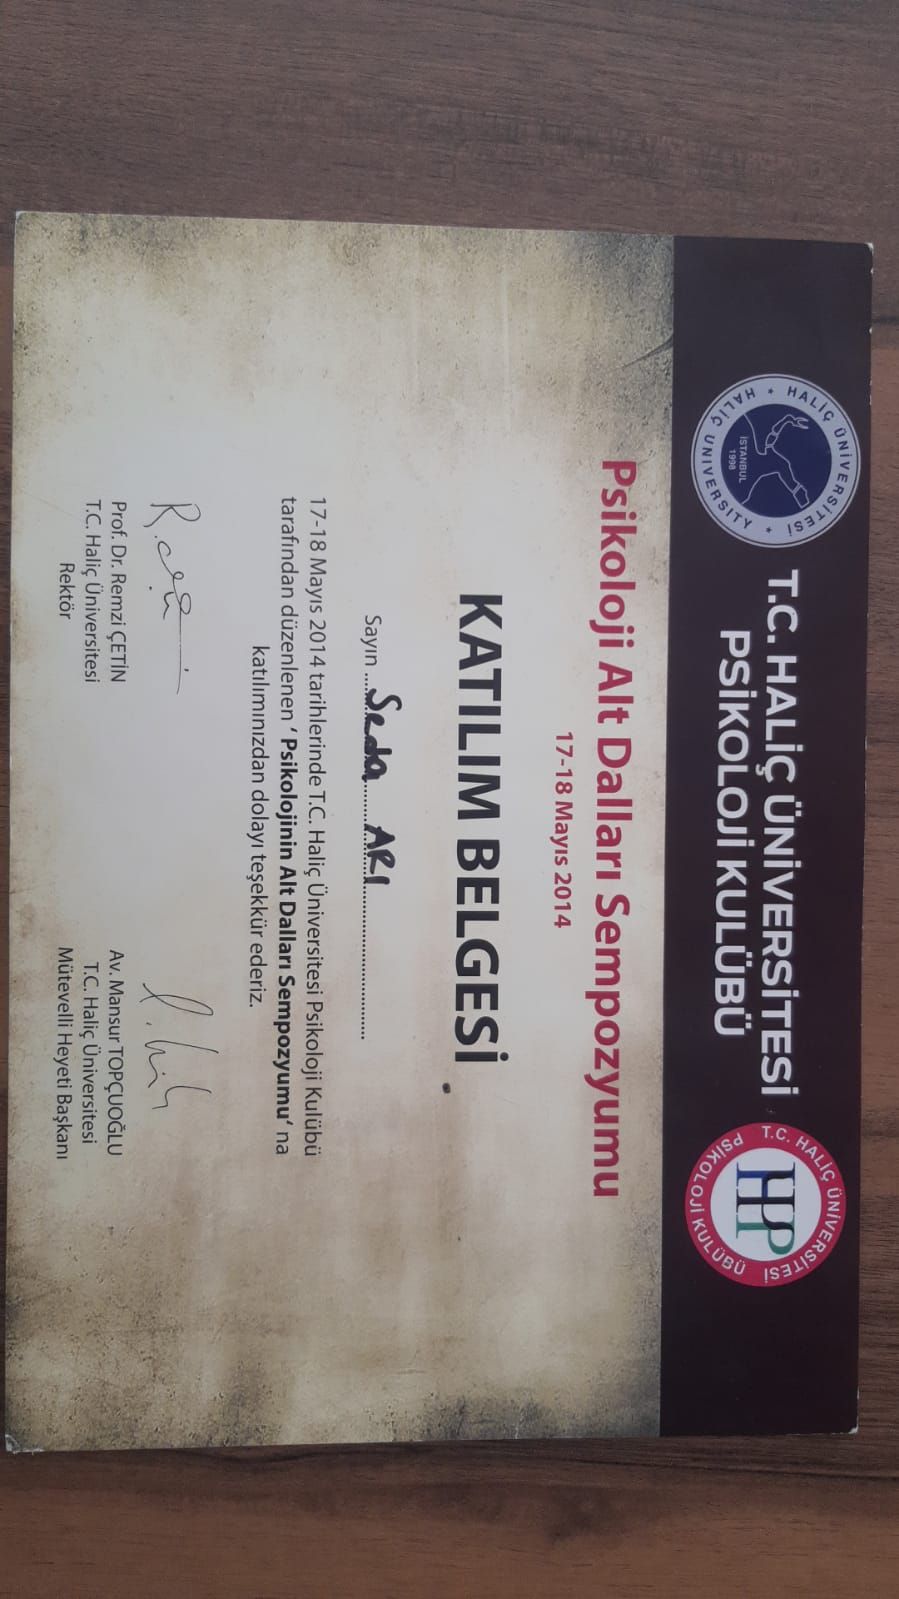 HALİÇ ÜNİVERSİTESİ
HALİÇ UNIVERSITY
İSTANBUL
1998
T.C. HALİÇ ÜNİVERSİTESİ
PSİKOLOJİ KULÜBÜ
T.C. HALİÇ ÜNİVERSİTESİ
PSİKOLOJİ KULÜBÜ
HÜP
Psikoloji Alt Dalları Sempozyumu
17-18 Mayıs 2014
KATILIM BELGESİ
Sayın ....Seda ARI....................................
17-18 Mayıs 2014 tarihlerinde T.C. Haliç Üniversitesi Psikoloji Kulübü
tarafından düzenlenen ‘ Psikolojinin Alt Dalları Sempozyumu‘ na
katılımınızdan dolayı teşekkür ederiz.
Prof. Dr. Remzi ÇETİN
T.C. Haliç Üniversitesi
Rektör
Av. Mansur TOPÇUOĞLU
T.C. Haliç Üniversitesi
Mütevelli Heyeti Başkanı